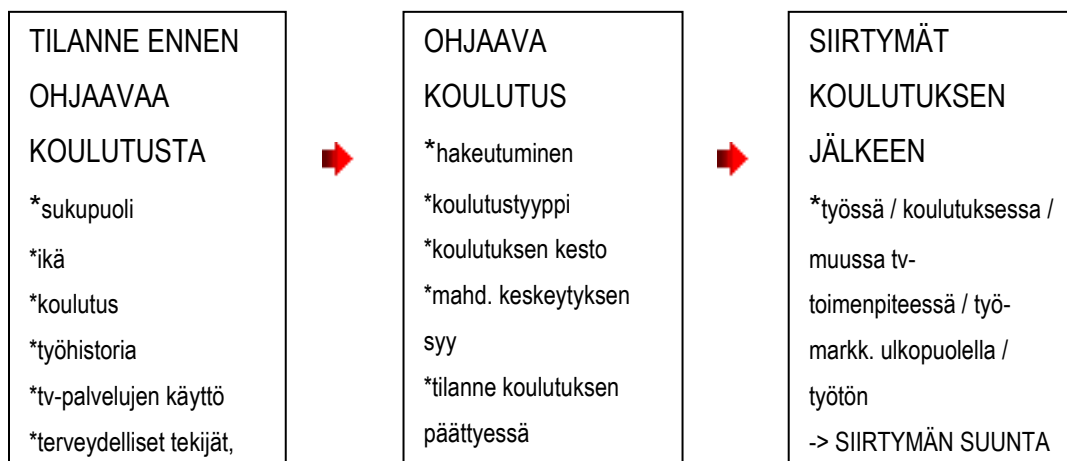 TILANNE ENNEN
OHJAAVAA
KOULUTUSTA
*sukupuoli
*ikä
*koulutus
*työhistoria
*tv-palvelujen käyttö
*terveydelliset tekijät,
OHJAAVA
KOULUTUS
*hakeutuminen
*koulutustyyppi
*koulutuksen kesto
*mahd. keskeytyksen
syy
*tilanne koulutuksen
päättyessä
SIIRTYMÄT
KOULUTUKSEN
JÄLKEEN
*työssä / koulutuksessa /
muussa tv-
toimenpiteessä / työ-
markk. ulkopuolella /
työtön
-> SIIRTYMÄN SUUNTA